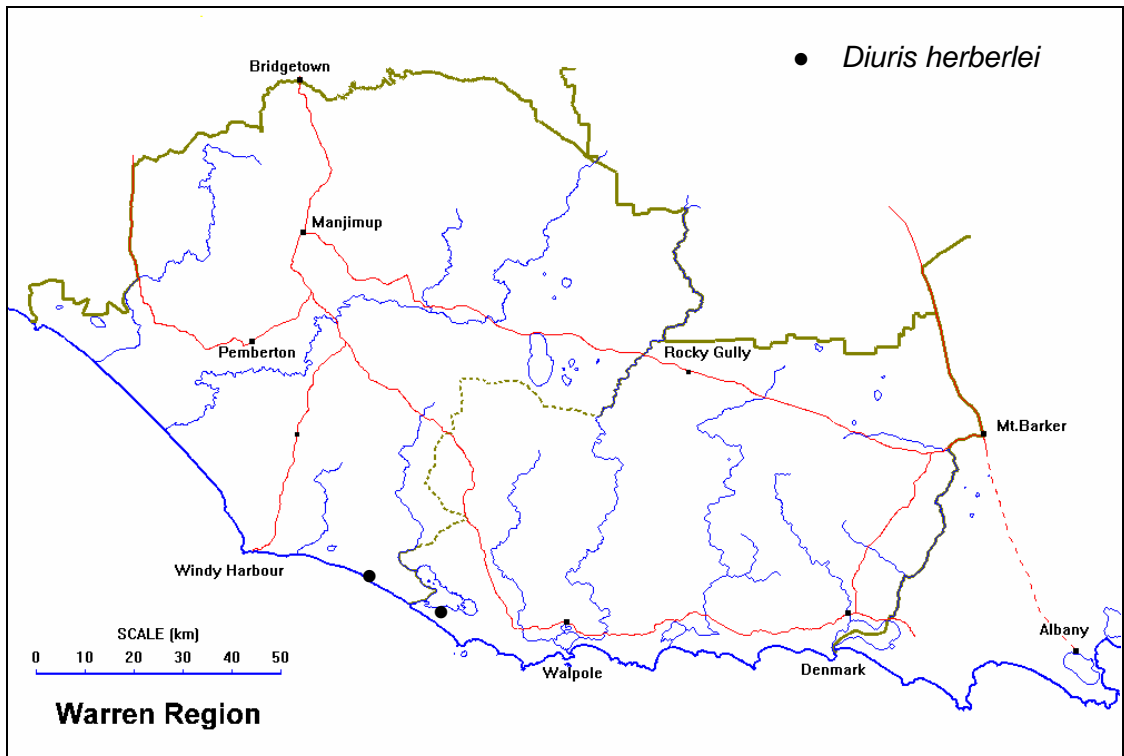 Diuris herberlei
Bridgetown
Manjimup
Pemberton
Rocky Gully
Mt.Barker
Windy Harbour
SCALE (km)
0 10 20 30 40 50
Walpole
Denmark
Albany
Warren Region